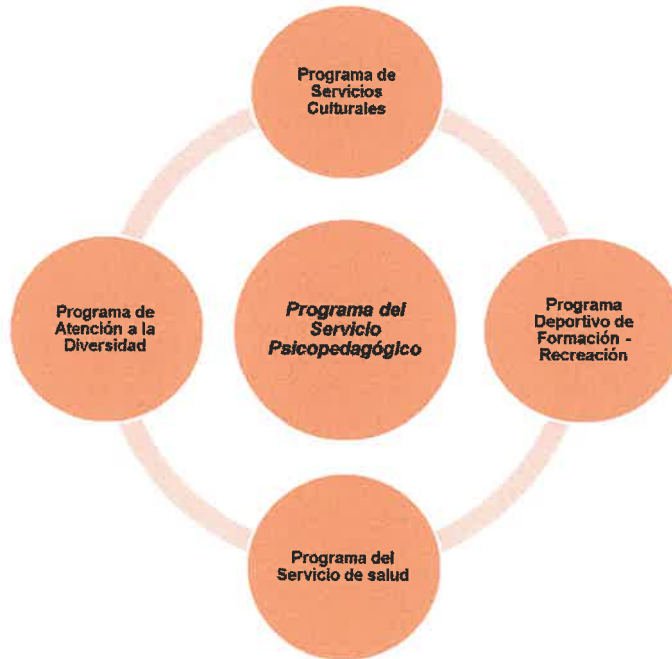 Programa de
Servicios
Culturales
Programa de
Atención a la
Diversidad
Programa del
Servicio
Psicopedagógico
Programa
Deportivo de
Formación -
Recreación
Programa del
Servicio de salud